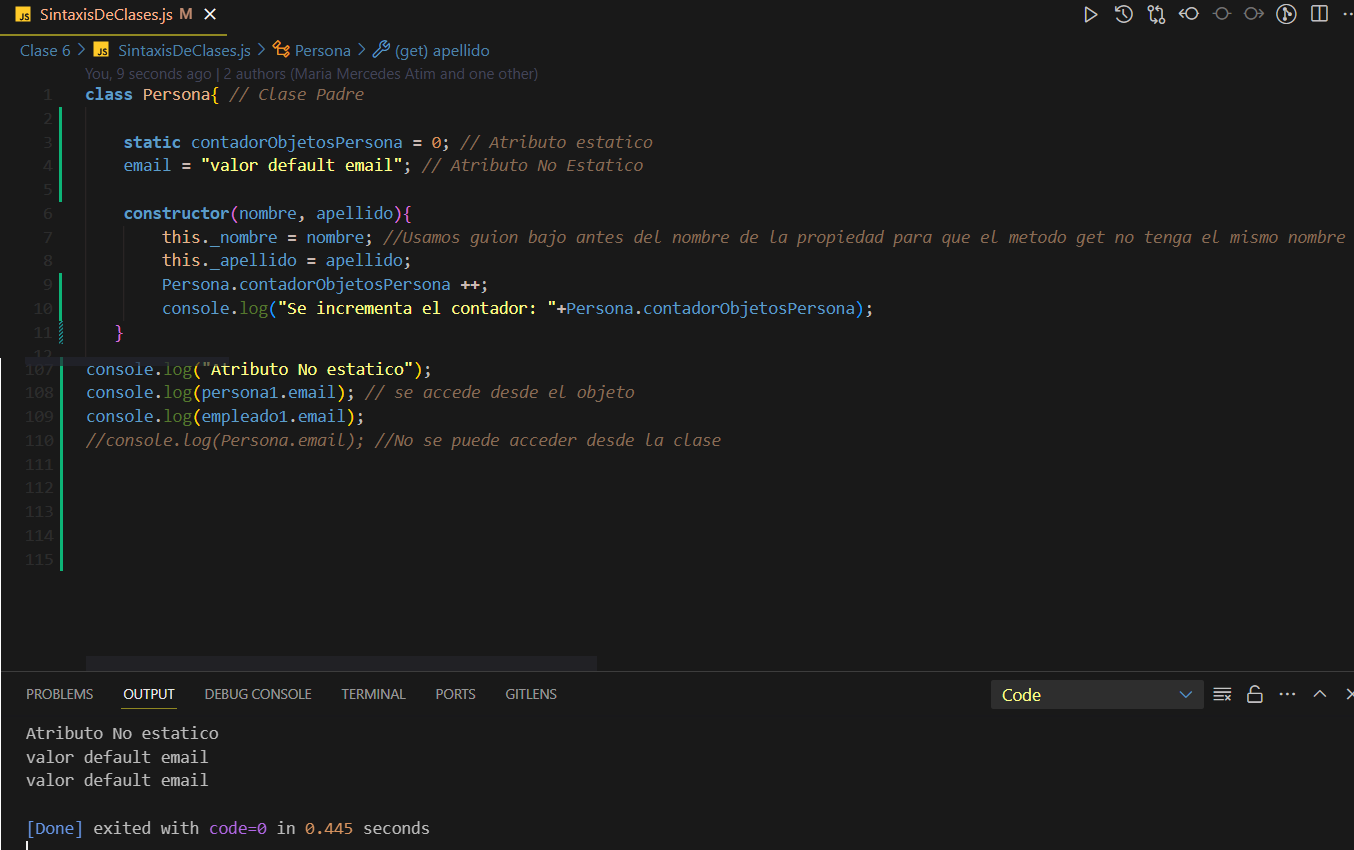 JS SintaxisDeClases.js M
Clase 6 > JS SintaxisDeClases.js > Persona > (get) apellido
You, 9 seconds ago | 2 authors (Maria Mercedes Atim and one other)
1 class Persona{ // Clase Padre
2
3 static contadorObjetosPersona = 0; // Atributo estatico
4 email = "valor default email"; // Atributo No Estatico
5
6 constructor(nombre, apellido){
7 this._nombre = nombre; //Usamos guion bajo antes del nombre de la propiedad para que el metodo get no tenga el mismo nombre
8 this._apellido = apellido;
9 Persona.contadorObjetosPersona ++;
10 console.log("Se incrementa el contador: "+Persona.contadorObjetosPersona);
11 }
12
107 console.log("Atributo No estatico");
108 console.log(persona1.email); // se accede desde el objeto
109 console.log(empleado1.email);
110 //console.log(Persona.email); //No se puede acceder desde la clase
111
112
113
114
115
PROBLEMS OUTPUT DEBUG CONSOLE TERMINAL PORTS GITLENS Code
Atributo No estatico
valor default email
valor default email
[Done] exited with code=0 in 0.445 seconds